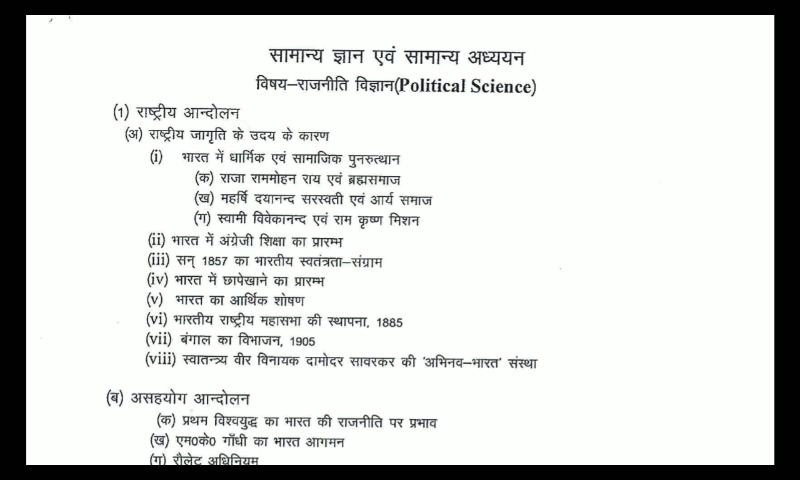 सामान्य ज्ञान एवं सामान्य अध्ययन
विषय–राजनीति विज्ञान(Political Science)
(1) राष्ट्रीय आन्दोलन
(अ) राष्ट्रीय जागृति के उदय के कारण
(i) भारत में धार्मिक एवं सामाजिक पुनरुत्थान
(क) राजा राममोहन राय एवं ब्रह्मसमाज
(ख) महर्षि दयानन्द सरस्वती एवं आर्य समाज
(ग) स्वामी विवेकानन्द एवं राम कृष्ण मिशन
(ii) भारत में अंग्रेजी शिक्षा का प्रारम्भ
(iii) सन् 1857 का भारतीय स्वतंत्रता–संग्राम
(iv) भारत में छापेखाने का प्रारम्भ
(v) भारत का आर्थिक शोषण
(vi) भारतीय राष्ट्रीय महासभा की स्थापना, 1885
(vii) बंगाल का विभाजन, 1905
(viii) स्वातन्त्र्य वीर विनायक दामोदर सावरकर की 'अभिनव–भारत' संस्था
(ब) असहयोग आन्दोलन
(क) प्रथम विश्वयुद्ध का भारत की राजनीति पर प्रभाव
(ख) एम0के0 गाँधी का भारत आगमन
(ग) रौलेट अधिनियम